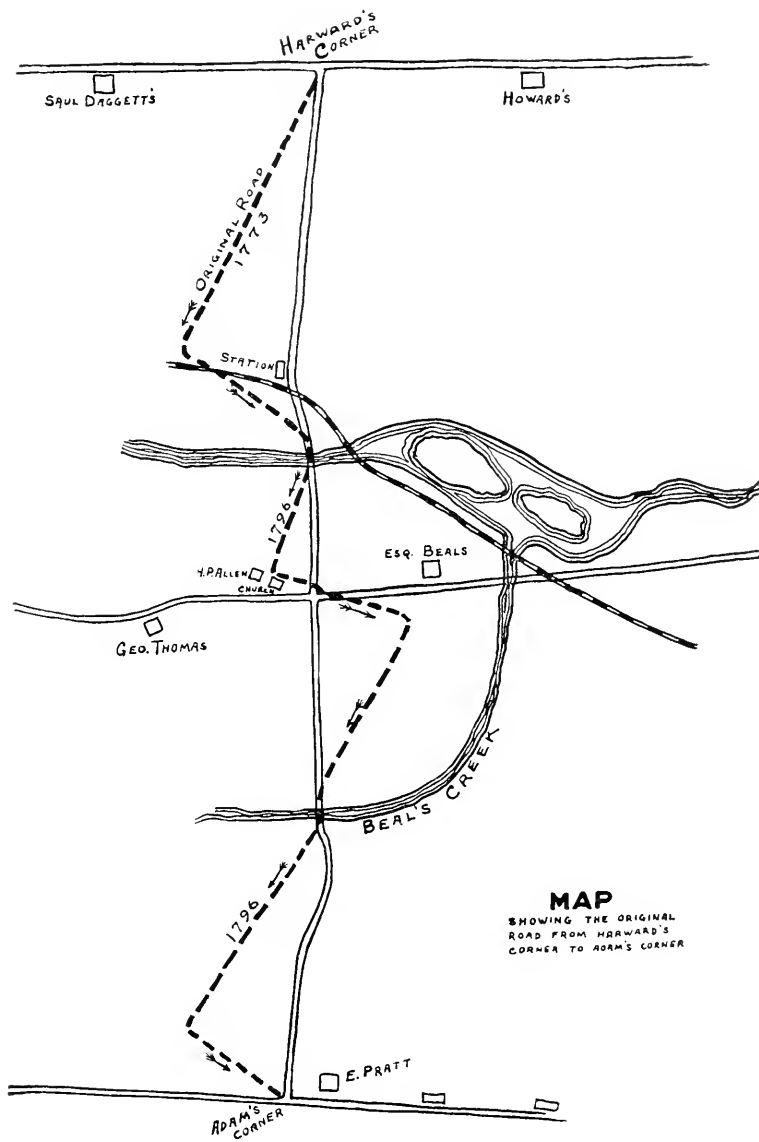 HARWARD'S
CORNER
SAUL DAGGETT'S
HOWARD'S
ORIGINAL ROAD
1773
STATION
1796
ESQ. BEALS
H.P. ALLEN
CHURCH
GEO. THOMAS
BEAL'S CREEK
1796
MAP
SHOWING THE ORIGINAL
ROAD FROM HARWARD'S
CORNER TO ADAM'S CORNER
E. PRATT
ADAM'S
CORNER